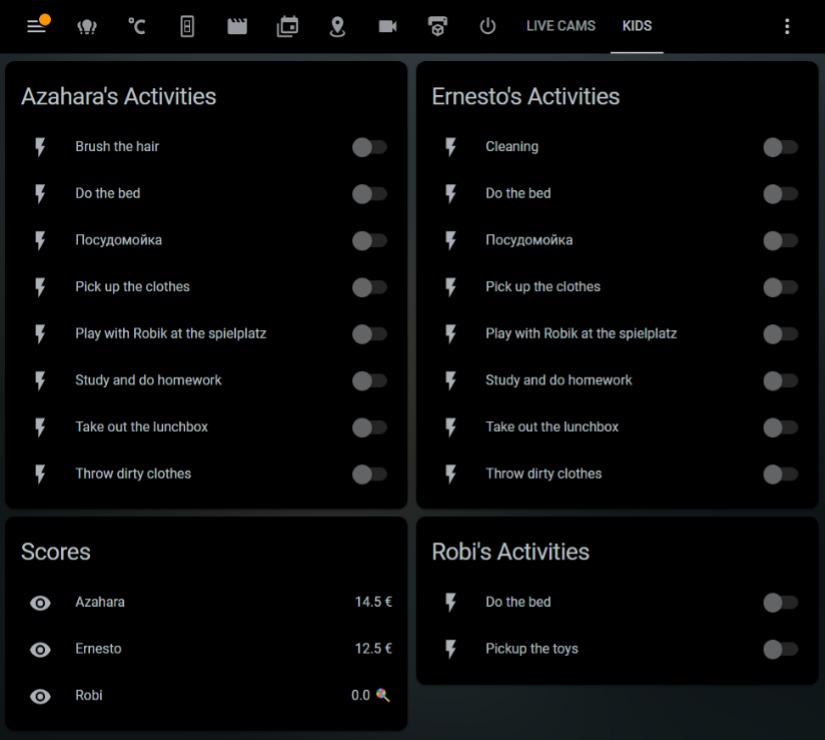 °C
LIVE CAMS
KIDS
Azahara's Activities
Brush the hair
Do the bed
Посудомойка
Pick up the clothes
Play with Robik at the spielplatz
Study and do homework
Take out the lunchbox
Throw dirty clothes
Ernesto's Activities
Cleaning
Do the bed
Посудомойка
Pick up the clothes
Play with Robik at the spielplatz
Study and do homework
Take out the lunchbox
Throw dirty clothes
Scores
Azahara 14.5 €
Ernesto 12.5 €
Robi 0.0 🍭
Robi's Activities
Do the bed
Pickup the toys